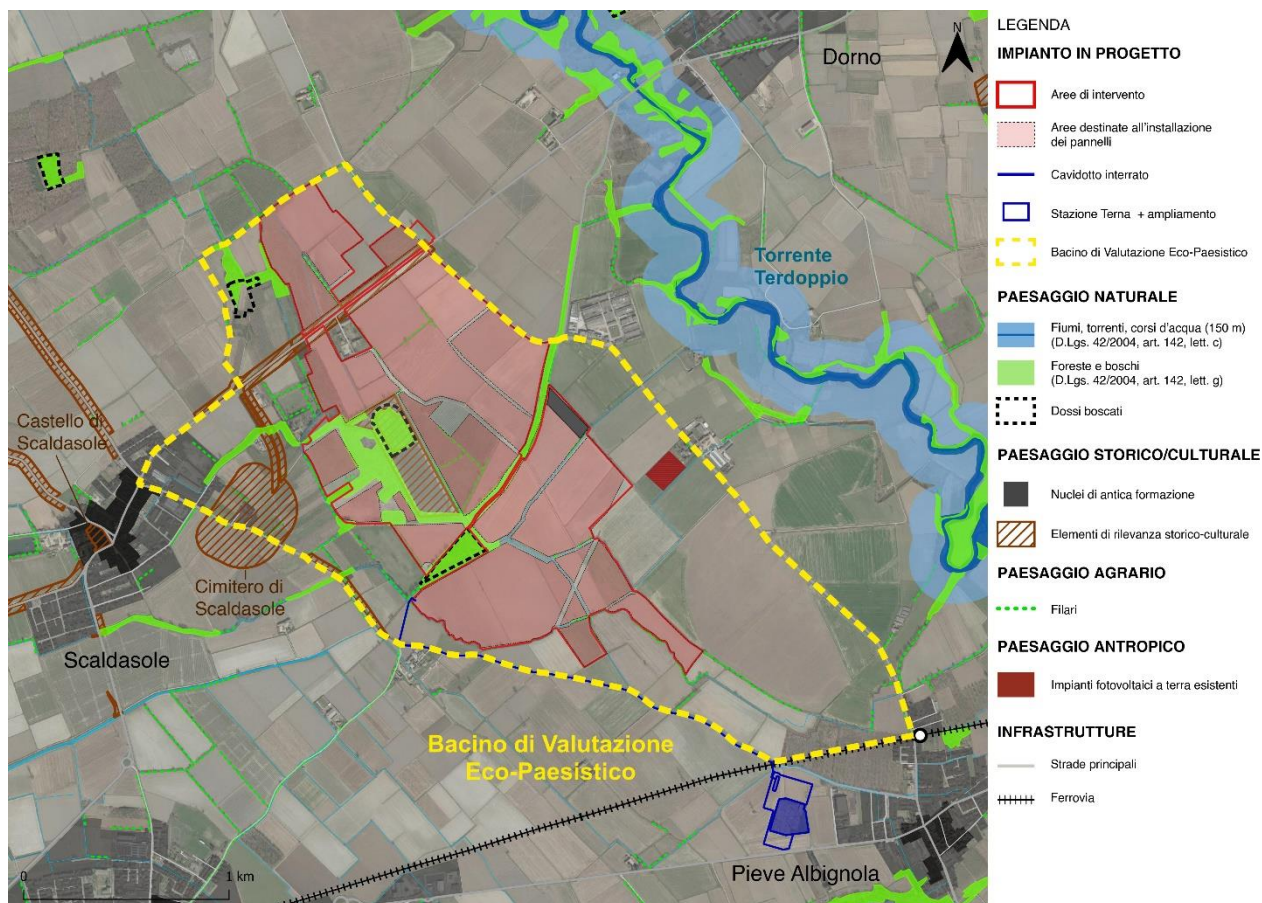 Dorno
N
Torrente
Terdoppio
Castello di
Scaldasole
Cimitero di
Scaldasole
Scaldasole
Bacino di Valutazione
Eco-Paesistico
Pieve Albignola
0 1 km
LEGENDA
IMPIANTO IN PROGETTO
Aree di intervento
Aree destinate all'installazione
dei pannelli
Cavidotto interrato
Stazione Terna + ampliamento
Bacino di Valutazione Eco-Paesistico
PAESAGGIO NATURALE
Fiumi, torrenti, corsi d'acqua (150 m)
(D.Lgs. 42/2004, art. 142, lett. c)
Foreste e boschi
(D.Lgs. 42/2004, art. 142, lett. g)
Dossi boscati
PAESAGGIO STORICO/CULTURALE
Nuclei di antica formazione
Elementi di rilevanza storico-culturale
PAESAGGIO AGRARIO
Filari
PAESAGGIO ANTROPICO
Impianti fotovoltaici a terra esistenti
INFRASTRUTTURE
Strade principali
Ferrovia